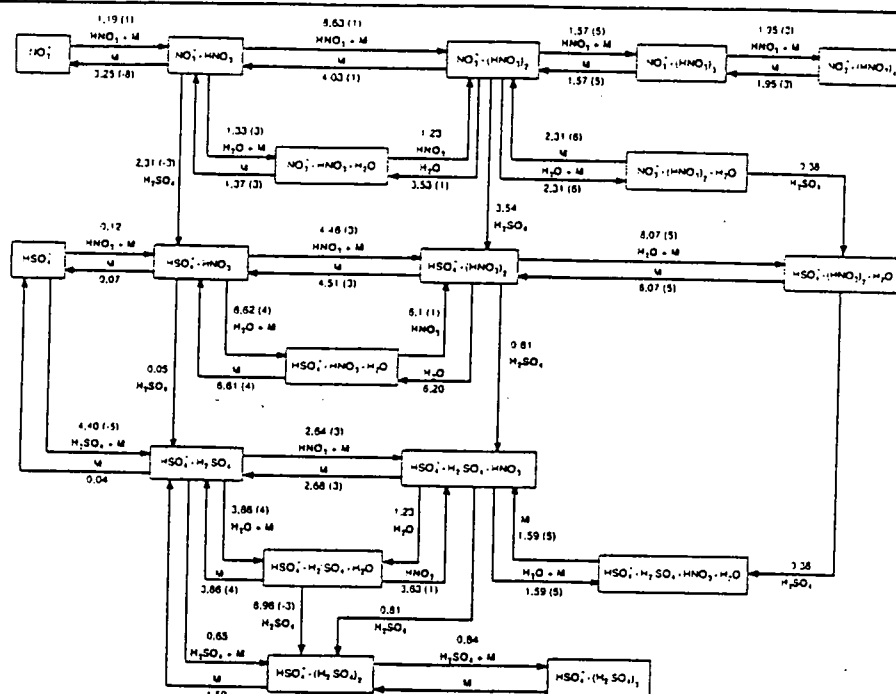 1,19 (1)
HNO₃ + M
NO₃⁻
M
3,25 (-8)
NO₃⁻·HNO₃
6,63 (1)
HNO₃ + M
M
4,03 (1)
NO₃⁻·(HNO₃)₂
1,57 (5)
HNO₃ + M
M
1,57 (5)
NO₃⁻·(HNO₃)₃
HNO₃ + M
M
1,95 (3)
2,31 (-3)
H₂SO₄
1,33 (3)
H₂O + M
M
1,37 (3)
NO₃⁻·HNO₃·H₂O
1,23
HNO₃
H₂O
3,53 (1)
2,31 (6)
M
H₂O + M
2,31 (6)
NO₃⁻·(HNO₃)₂·H₂O
0,38
H₂SO₄
3,54
H₂SO₄
0,12
HNO₃ + M
HSO₄⁻
M
0,07
HSO₄⁻·HNO₃
4,46 (3)
HNO₃ + M
M
4,51 (3)
HSO₄⁻·(HNO₃)₂
6,07 (5)
H₂O + M
M
6,07 (5)
HSO₄⁻·(HNO₃)₂·H₂O
6,62 (4)
H₂O + M
M
6,61 (4)
HSO₄⁻·HNO₃·H₂O
6,1 (1)
HNO₃
H₂O
6,20
0,05
H₂SO₄
0,81
H₂SO₄
4,40 (-5)
H₂SO₄ + M
M
0,04
HSO₄⁻·H₂SO₄
2,64 (3)
HNO₃ + M
M
2,68 (3)
HSO₄⁻·H₂SO₄·HNO₃
3,86 (4)
H₂O + M
M
3,86 (4)
HSO₄⁻·H₂SO₄·H₂O
1,23
H₂O
HNO₃
3,63 (1)
M
1,59 (5)
H₂O + M
1,59 (5)
HSO₄⁻·H₂SO₄·HNO₃·H₂O
0,38
H₂SO₄
6,96 (-3)
H₂SO₄
0,81
H₂SO₄
0,65
H₂SO₄ + M
M
HSO₄⁻·(H₂SO₄)₂
0,84
H₂SO₄ + M
M
HSO₄⁻·(H₂SO₄)₃